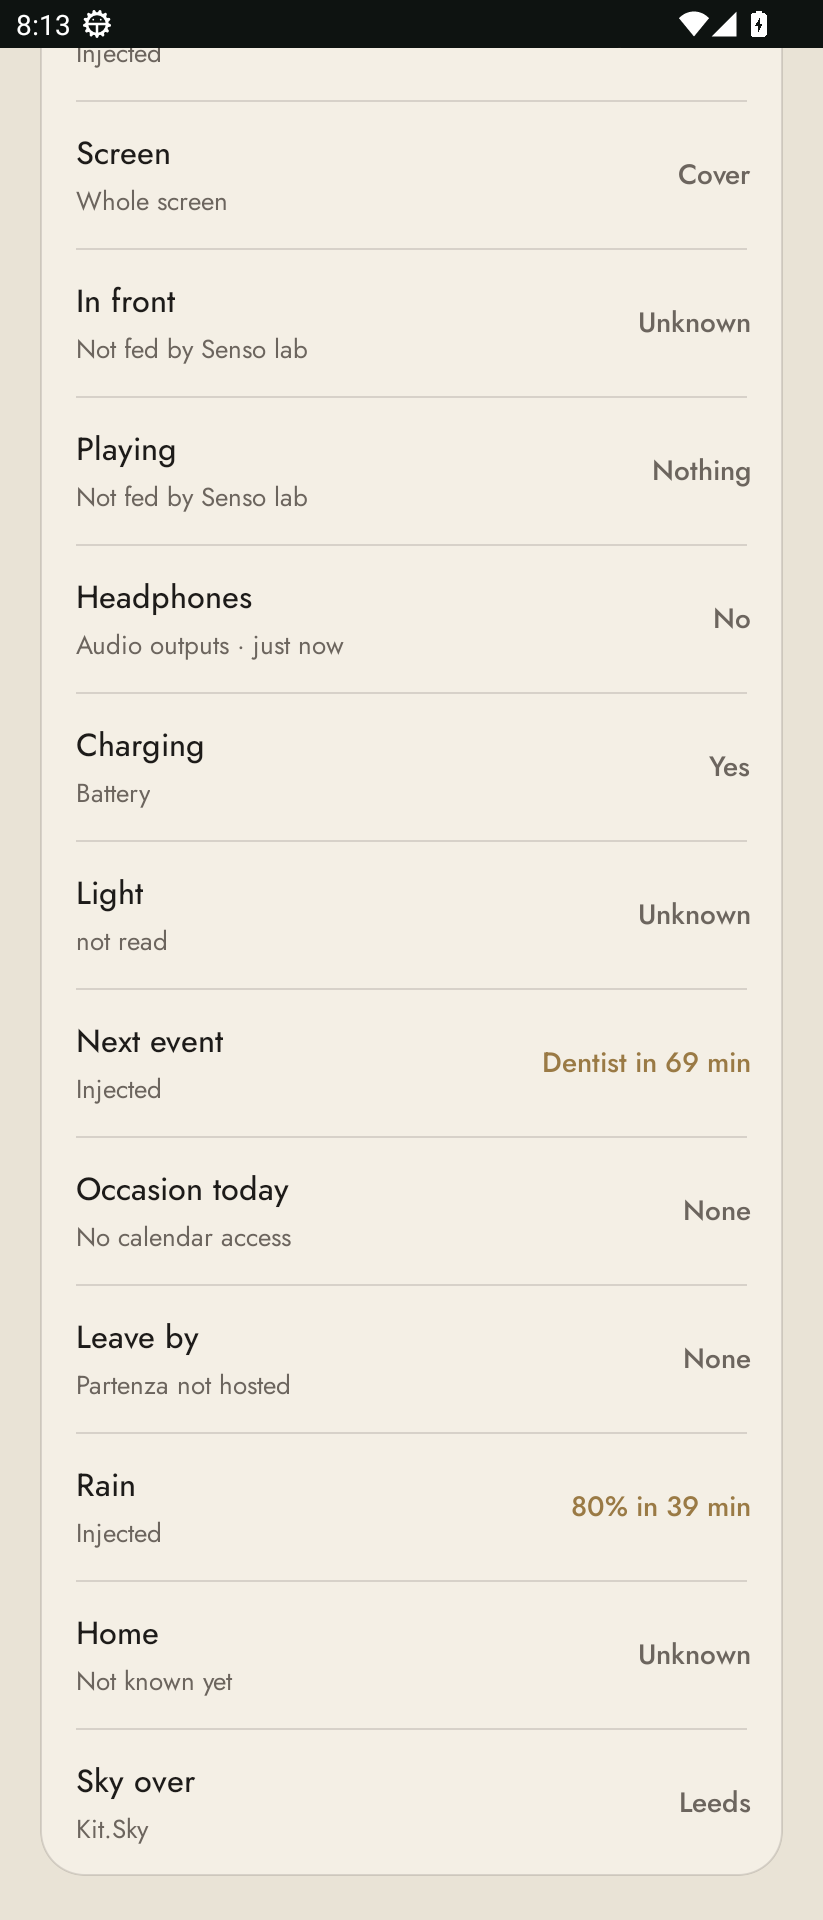 8:13
Injected
Screen
Whole screen
Cover
In front
Not fed by Senso lab
Unknown
Playing
Not fed by Senso lab
Nothing
Headphones
Audio outputs · just now
No
Charging
Battery
Yes
Light
not read
Unknown
Next event
Injected
Dentist in 69 min
Occasion today
No calendar access
None
Leave by
Partenza not hosted
None
Rain
Injected
80% in 39 min
Home
Not known yet
Unknown
Sky over
Kit.Sky
Leeds